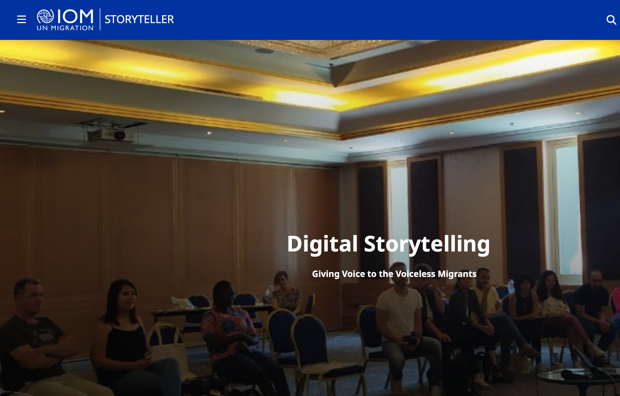 IOM
UN MIGRATION
STORYTELLER
Digital Storytelling
Giving Voice to the Voiceless Migrants